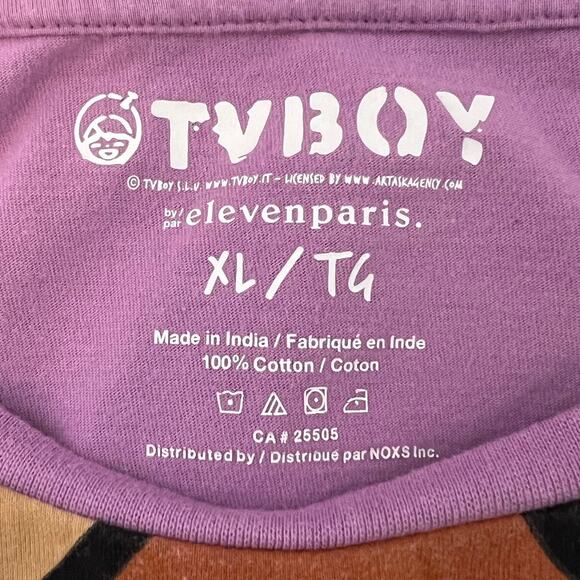 TVBOY
© TVBOY S.L.U. WWW.TVBOY.IT - LICENSED BY WWW.ARTASKAGENCY.COM
by/ par elevenparis.
XL / TG
Made in India / Fabriqué en Inde
100% Cotton / Coton
CA # 25505
Distributed by / Distribué par NOXS Inc.